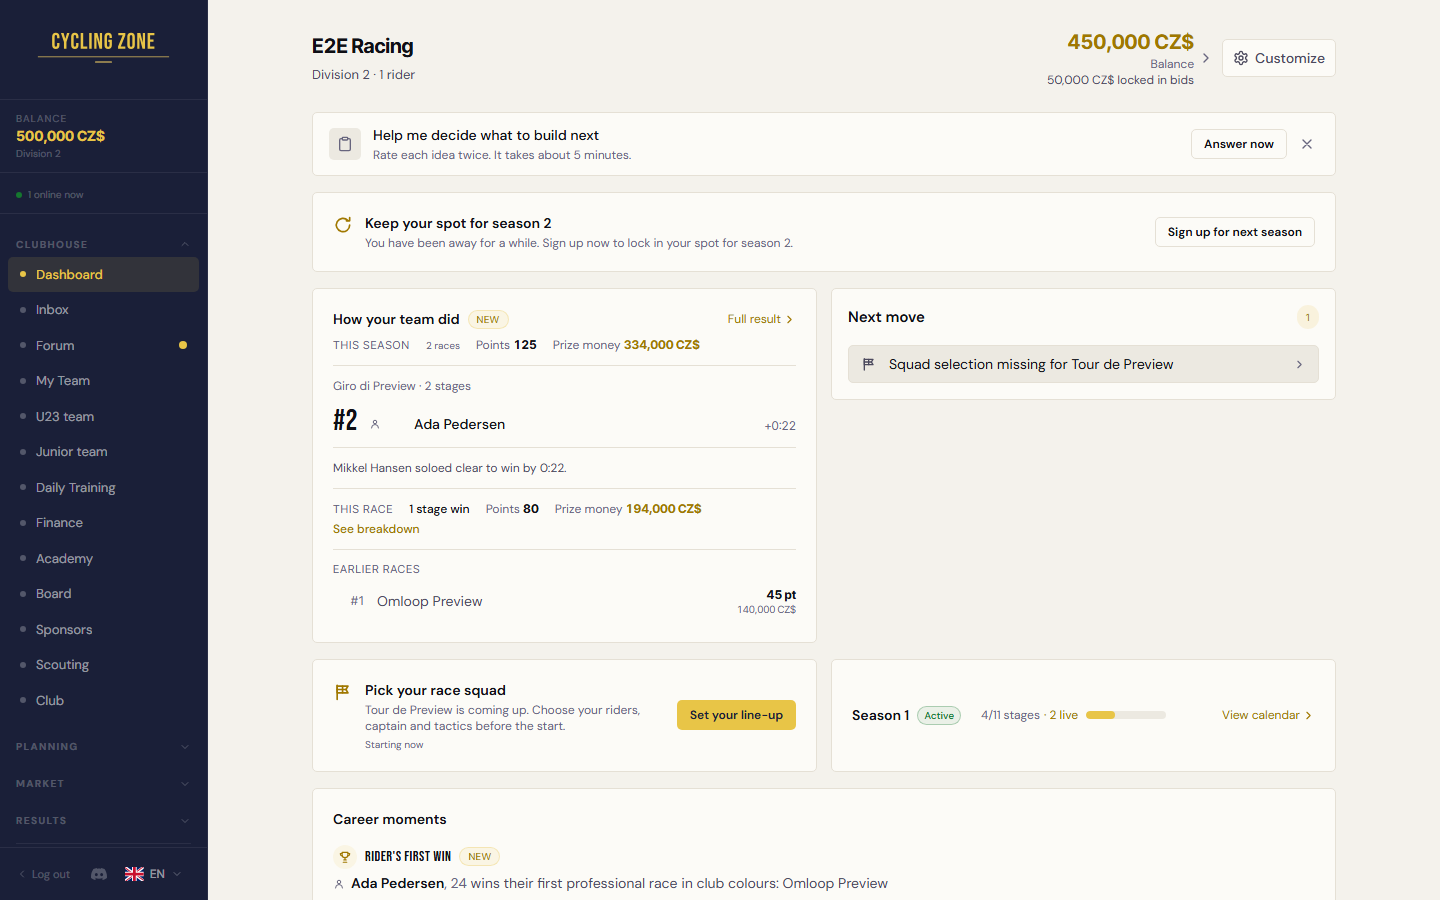 CYCLING ZONE
BALANCE
500,000 CZ$
Division 2
1 online now
CLUBHOUSE
Dashboard
Inbox
Forum
My Team
U23 team
Junior team
Daily Training
Finance
Academy
Board
Sponsors
Scouting
Club
PLANNING
MARKET
RESULTS
Log out
EN
E2E Racing
Division 2 · 1 rider
450,000 CZ$
Balance
50,000 CZ$ locked in bids
Customize
Help me decide what to build next
Rate each idea twice. It takes about 5 minutes.
Answer now
Keep your spot for season 2
You have been away for a while. Sign up now to lock in your spot for season 2.
Sign up for next season
How your team did NEW Full result
THIS SEASON 2 races Points 125 Prize money 334,000 CZ$
Giro di Preview · 2 stages
#2 Ada Pedersen +0:22
Mikkel Hansen soloed clear to win by 0:22.
THIS RACE 1 stage win Points 80 Prize money 194,000 CZ$
See breakdown
EARLIER RACES
#1 Omloop Preview 45 pt
140,000 CZ$
Next move 1
Squad selection missing for Tour de Preview
Pick your race squad
Tour de Preview is coming up. Choose your riders,
captain and tactics before the start.
Starting now
Set your line-up
Season 1 Active 4/11 stages · 2 live View calendar
Career moments
RIDER'S FIRST WIN NEW
Ada Pedersen, 24 wins their first professional race in club colours: Omloop Preview